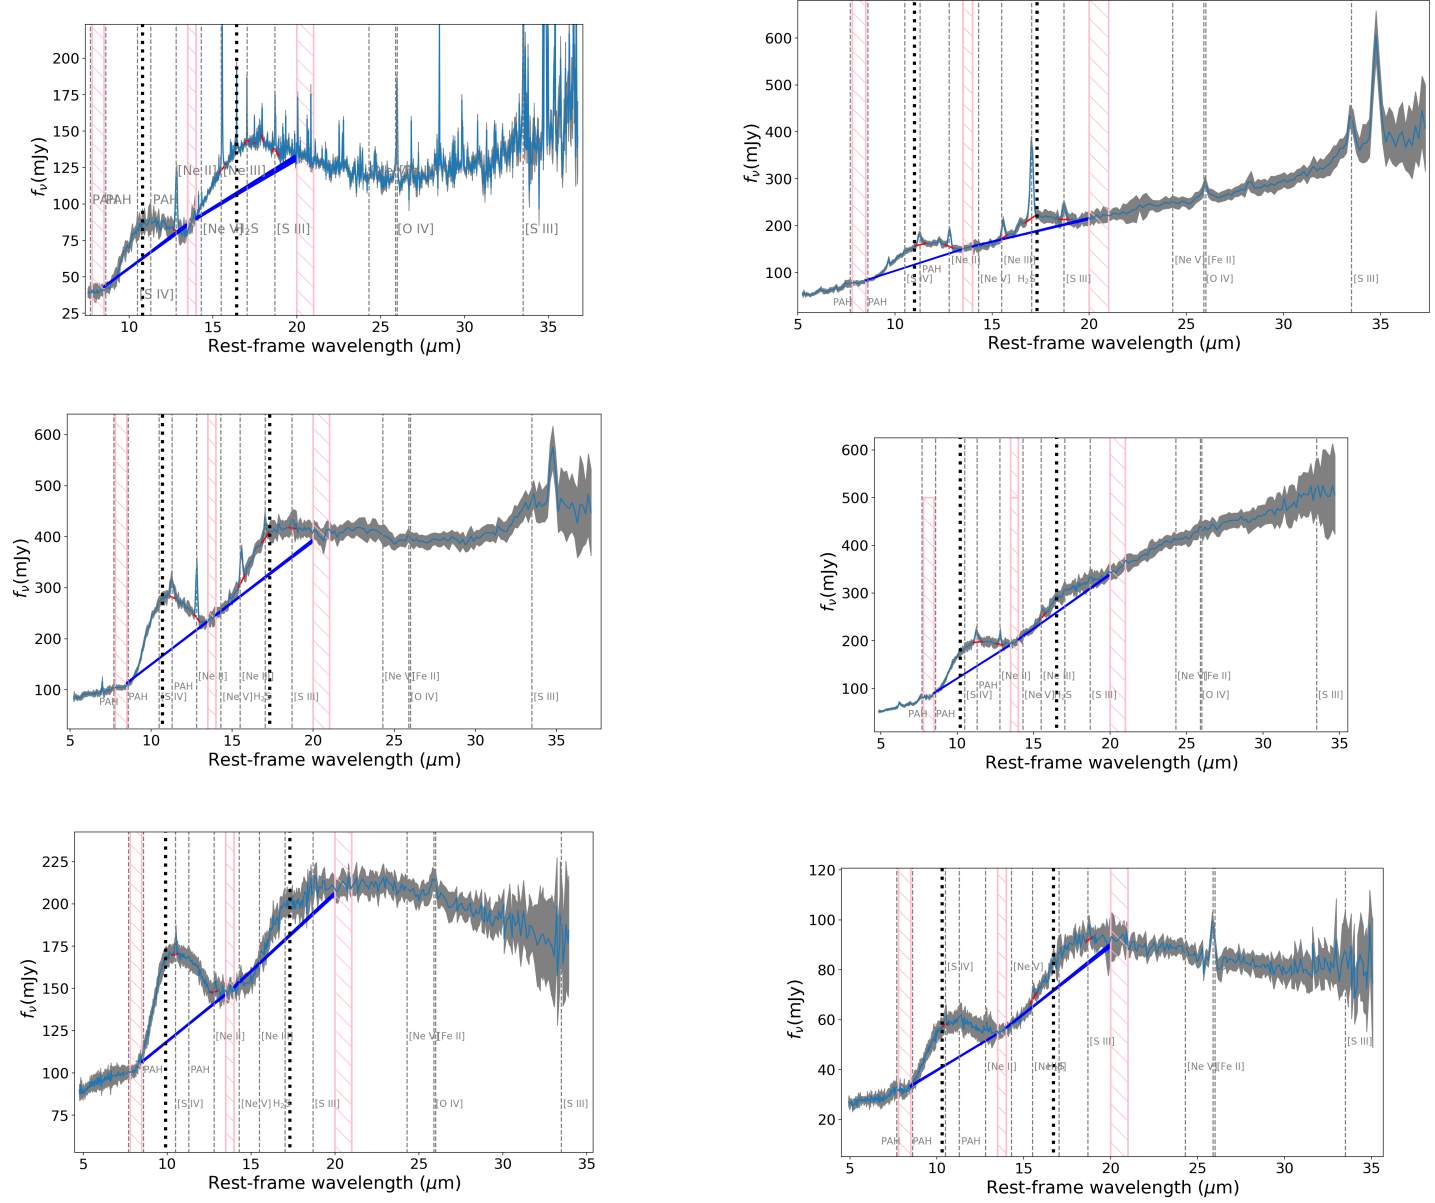 200
175
150
125
100
75
50
25
fν(mJy)
[Ne II]
[Ne III]
PAH
PAH
PAH
[Ne V]
H2S
[S III]
[O IV]
[S III]
[S IV]
10 15 20 25 30 35
Rest-frame wavelength (μm)
600
500
400
300
200
100
fν(mJy)
[Ne II]
[Ne III]
[Ne V]
[Fe II]
PAH
[S IV]
[Ne V]
H2S
[S III]
[O IV]
[S III]
PAH
PAH
5 10 15 20 25 30 35
Rest-frame wavelength (μm)
600
500
400
300
200
100
fν(mJy)
[Ne II]
[Ne III]
[Ne V]
[Fe II]
PAH
PAH
PAH
[S IV]
[Ne V]
H2S
[S III]
[O IV]
[S III]
5 10 15 20 25 30 35
Rest-frame wavelength (μm)
600
500
400
300
200
100
fν(mJy)
[Ne II]
[Ne III]
[Ne V]
[Fe II]
PAH
[S IV]
[Ne V]
H2S
[S III]
[O IV]
[S III]
PAH
PAH
5 10 15 20 25 30 35
Rest-frame wavelength (μm)
225
200
175
150
125
100
75
fν(mJy)
[Ne II]
[Ne III]
[Ne V]
[Fe II]
PAH
PAH
[S IV]
[Ne V]
H2S
[S III]
[O IV]
[S III]
5 10 15 20 25 30 35
Rest-frame wavelength (μm)
120
100
80
60
40
20
fν(mJy)
[S IV]
[Ne V]
[S III]
[S III]
[Ne II]
[Ne V]
[Fe II]
PAH
PAH
PAH
5 10 15 20 25 30 35
Rest-frame wavelength (μm)